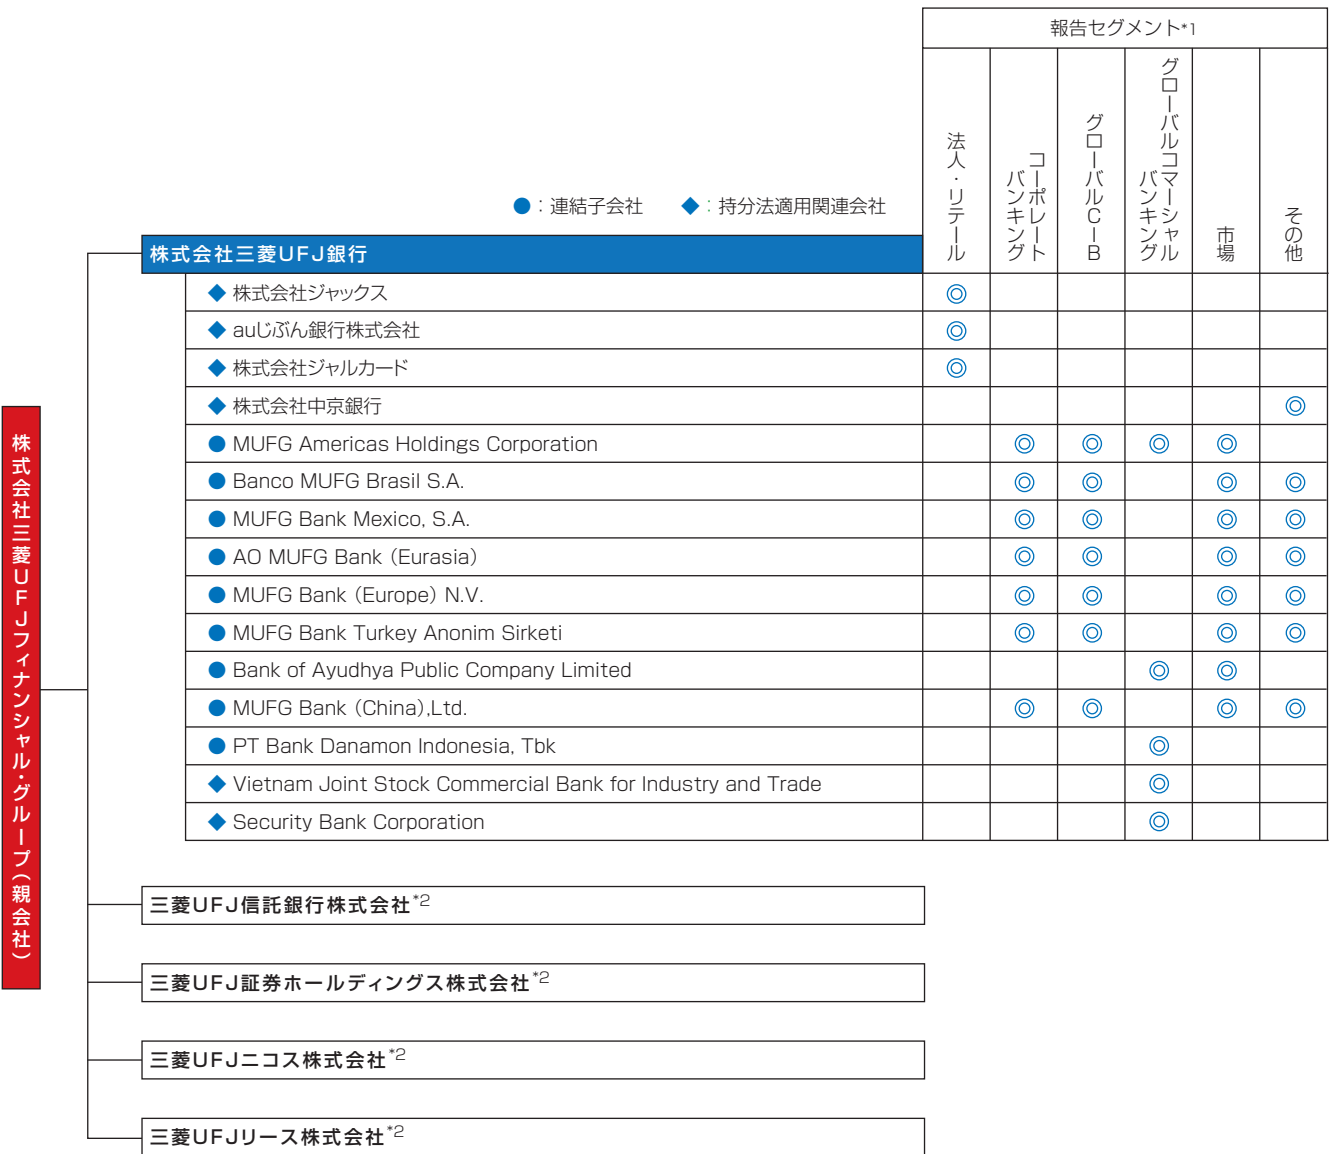 報告セグメント*1
法人・リテール
コーポレート
バンキング
グローバルCIB
グローバルコマーシャル
バンキング
市場
その他
●：連結子会社 ◆：持分法適用関連会社
株式会社三菱UFJフィナンシャル・グループ（親会社）
株式会社三菱UFJ銀行
◆ 株式会社ジャックス ◎
◆ auじぶん銀行株式会社 ◎
◆ 株式会社ジャルカード ◎
◆ 株式会社中京銀行 ◎
● MUFG Americas Holdings Corporation ◎ ◎ ◎ ◎
● Banco MUFG Brasil S.A. ◎ ◎ ◎ ◎
● MUFG Bank Mexico, S.A. ◎ ◎ ◎ ◎
● AO MUFG Bank（Eurasia） ◎ ◎ ◎ ◎
● MUFG Bank（Europe）N.V. ◎ ◎ ◎ ◎
● MUFG Bank Turkey Anonim Sirketi ◎ ◎ ◎ ◎
● Bank of Ayudhya Public Company Limited ◎ ◎
● MUFG Bank（China）,Ltd. ◎ ◎ ◎ ◎
● PT Bank Danamon Indonesia, Tbk ◎
◆ Vietnam Joint Stock Commercial Bank for Industry and Trade ◎
◆ Security Bank Corporation ◎
三菱UFJ信託銀行株式会社*2
三菱UFJ証券ホールディングス株式会社*2
三菱UFJニコス株式会社*2
三菱UFJリース株式会社*2